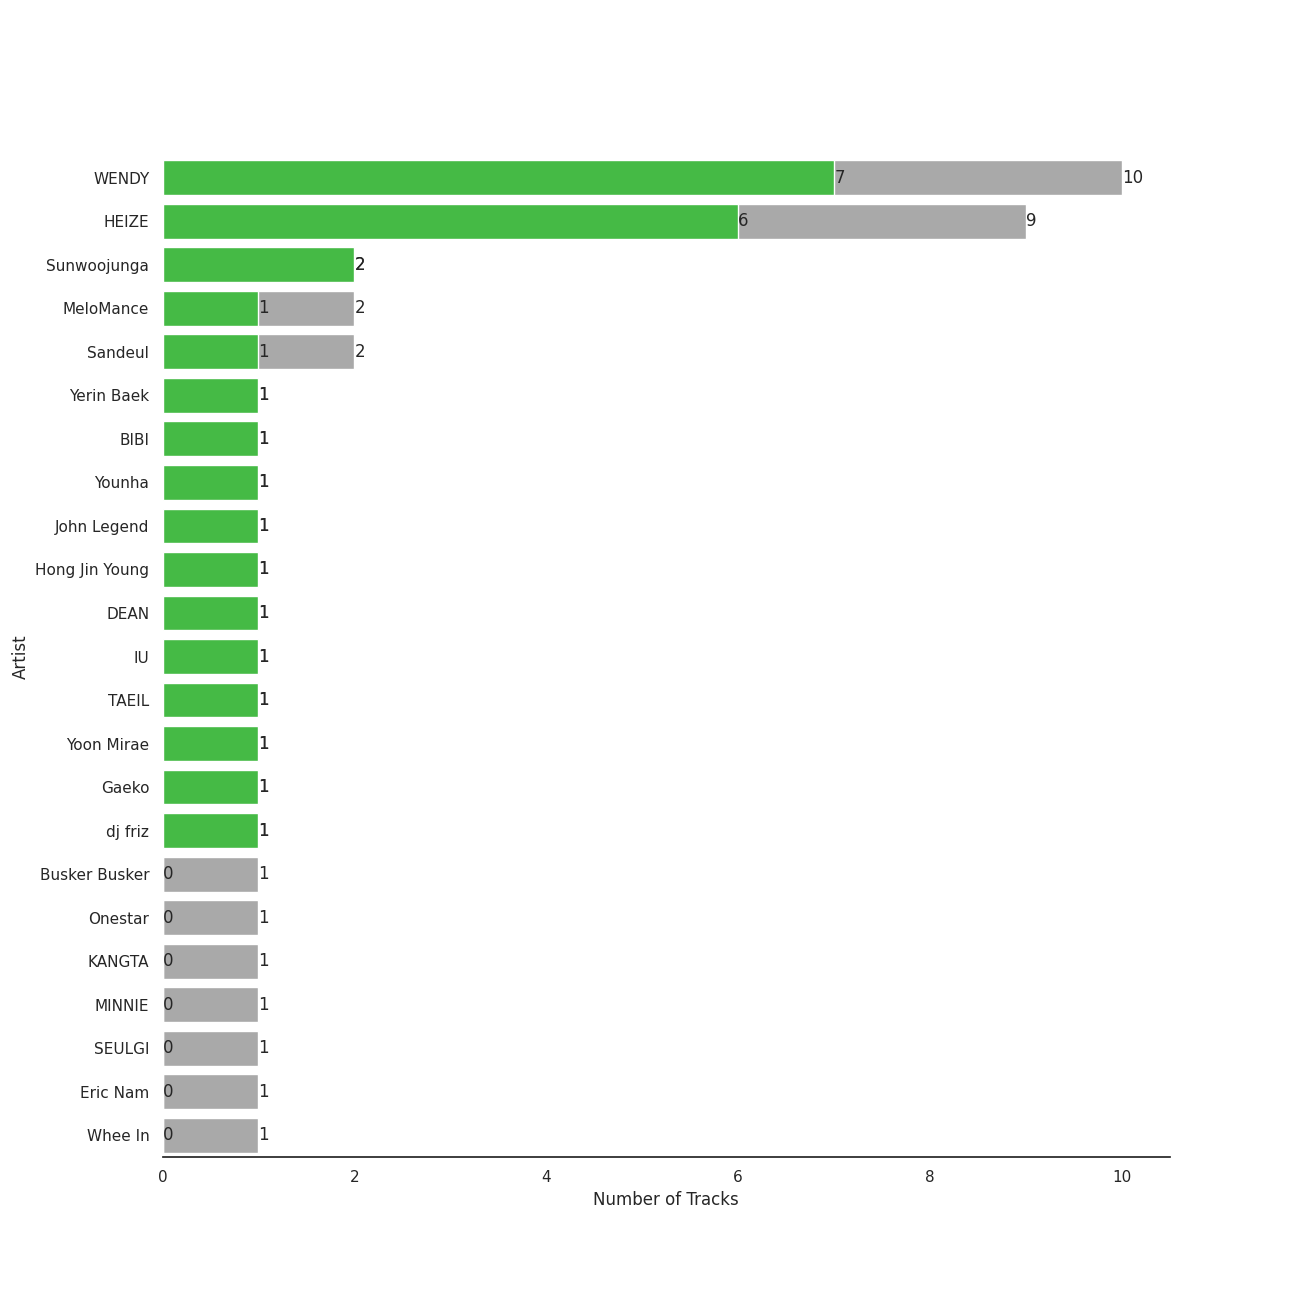 WENDY 7 10
HEIZE 6 9
Sunwoojunga 2
MeloMance 1 2
Sandeul 1 2
Yerin Baek 1
BIBI 1
Younha 1
John Legend 1
Hong Jin Young 1
DEAN 1
IU 1
TAEIL 1
Yoon Mirae 1
Gaeko 1
dj friz 1
Busker Busker 0 1
Onestar 0 1
KANGTA 0 1
MINNIE 0 1
SEULGI 0 1
Eric Nam 0 1
Whee In 0 1
Artist
0 2 4 6 8 10
Number of Tracks